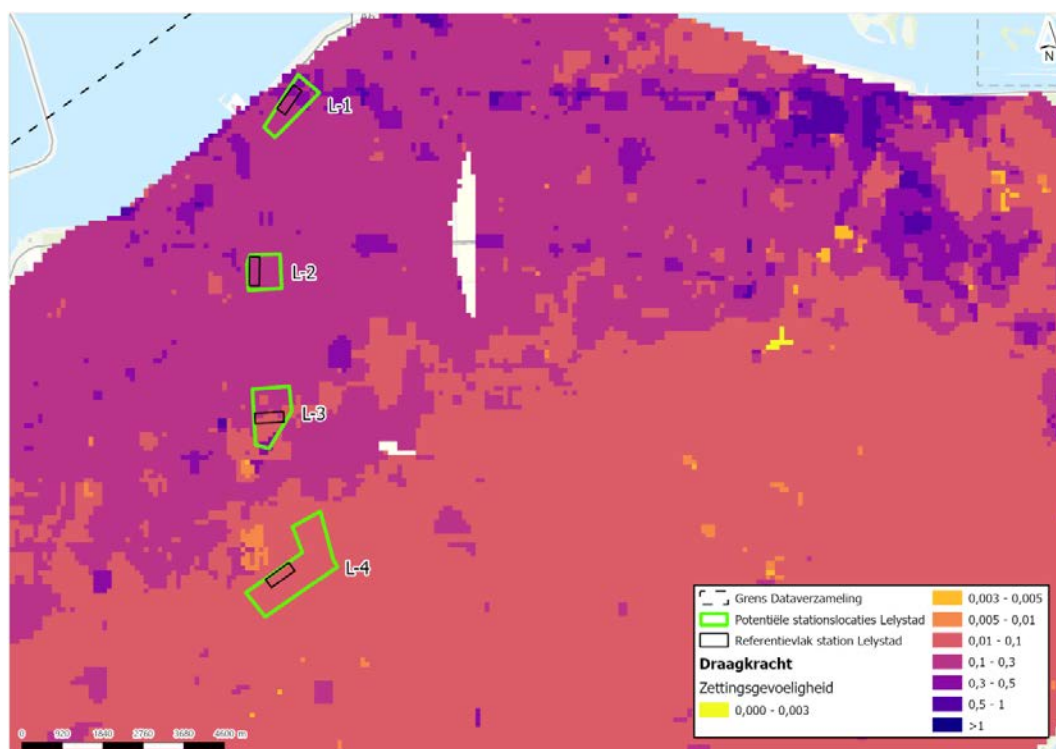 N
L-1
L-2
L-3
L-4
Grens Dataverzameling
Potentiële stationslocaties Lelystad
Referentievlak station Lelystad
Draagkracht
Zettingsgevoeligheid
0,000 - 0,003
0,003 - 0,005
0,005 - 0,01
0,01 - 0,1
0,1 - 0,3
0,3 - 0,5
0,5 - 1
>1
0 920 1840 2760 3680 4600 m